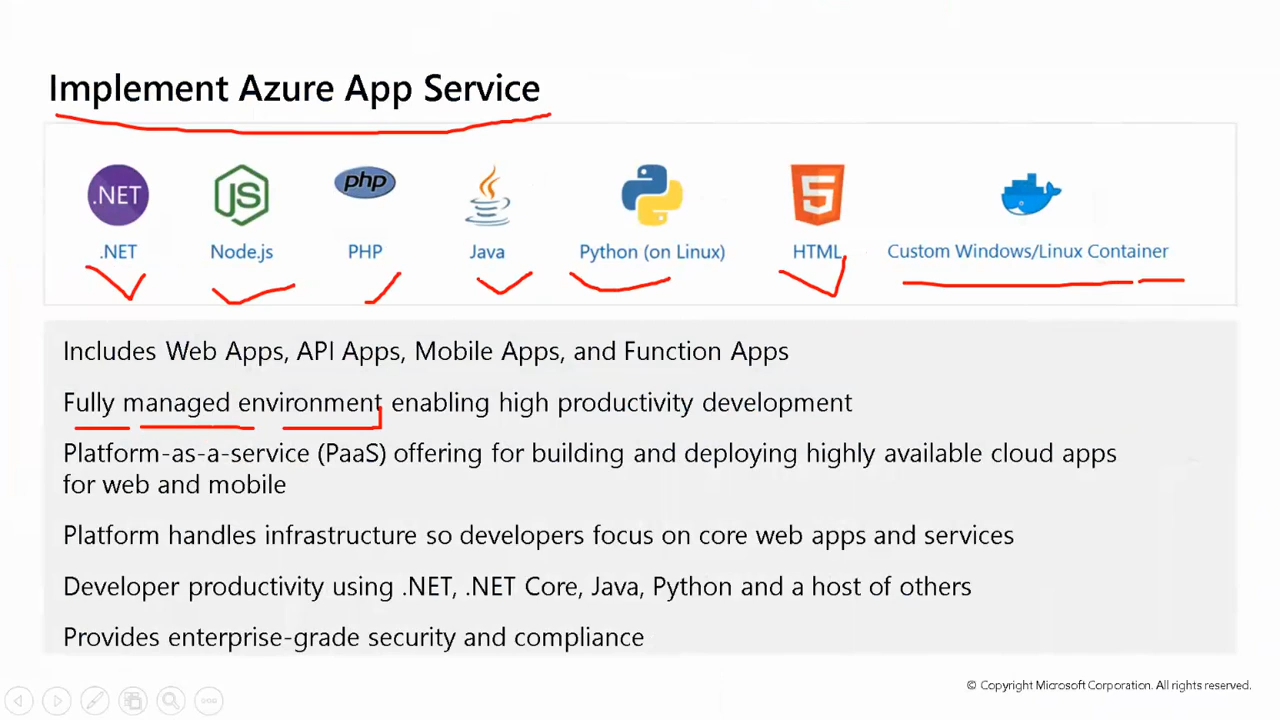 Implement Azure App Service
.NET JS php 5
.NET Node.js PHP Java Python (on Linux) HTML Custom Windows/Linux Container
Includes Web Apps, API Apps, Mobile Apps, and Function Apps
Fully managed environment enabling high productivity development
Platform-as-a-service (PaaS) offering for building and deploying highly available cloud apps
for web and mobile
Platform handles infrastructure so developers focus on core web apps and services
Developer productivity using .NET, .NET Core, Java, Python and a host of others
Provides enterprise-grade security and compliance
© Copyright Microsoft Corporation. All rights reserved.